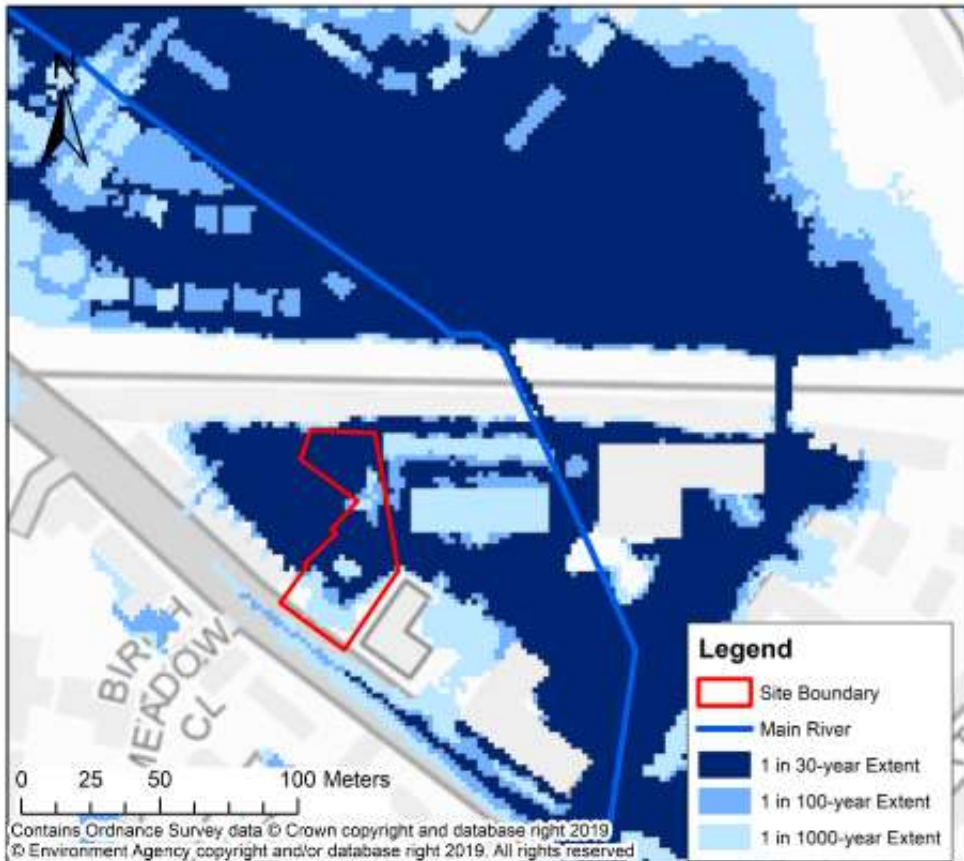 N
BIRCH
MEADOW
CL
0 25 50 100 Meters
Contains Ordnance Survey data © Crown copyright and database right 2019
© Environment Agency copyright and/or database right 2019. All rights reserved
Legend
Site Boundary
Main River
1 in 30-year Extent
1 in 100-year Extent
1 in 1000-year Extent